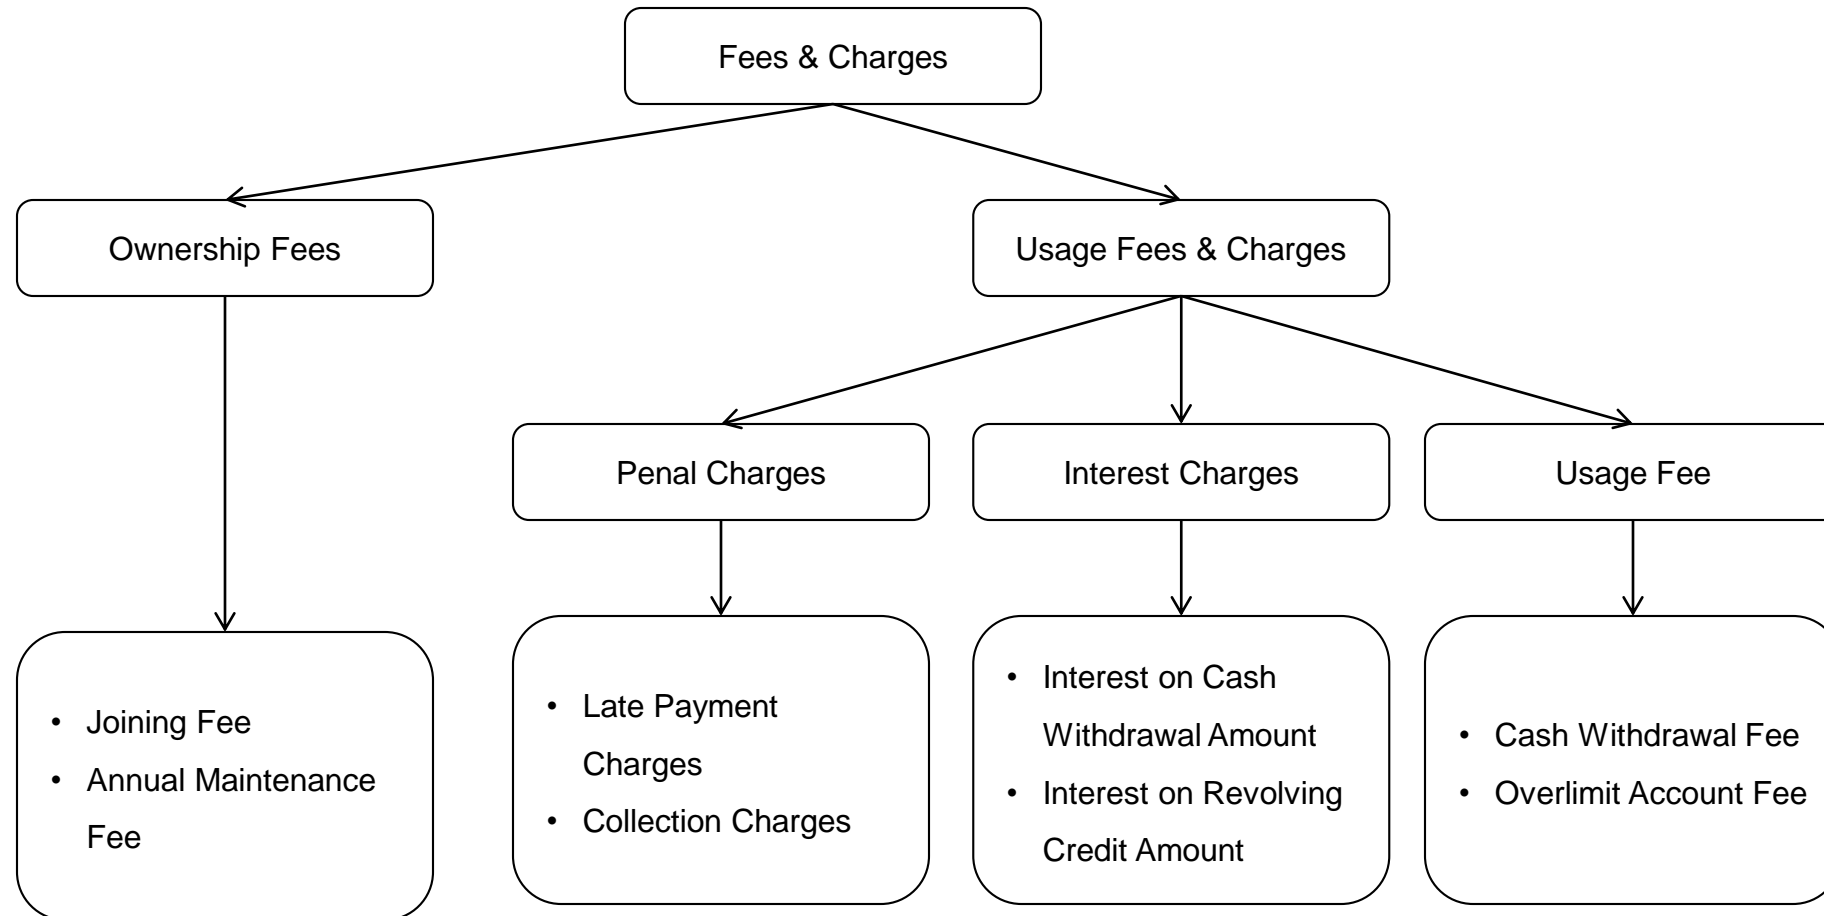 Fees & Charges
Ownership Fees
Usage Fees & Charges
Penal Charges
Interest Charges
Usage Fee
• Joining Fee
• Annual Maintenance
Fee
• Late Payment
Charges
• Collection Charges
• Interest on Cash
Withdrawal Amount
• Interest on Revolving
Credit Amount
• Cash Withdrawal Fee
• Overlimit Account Fee